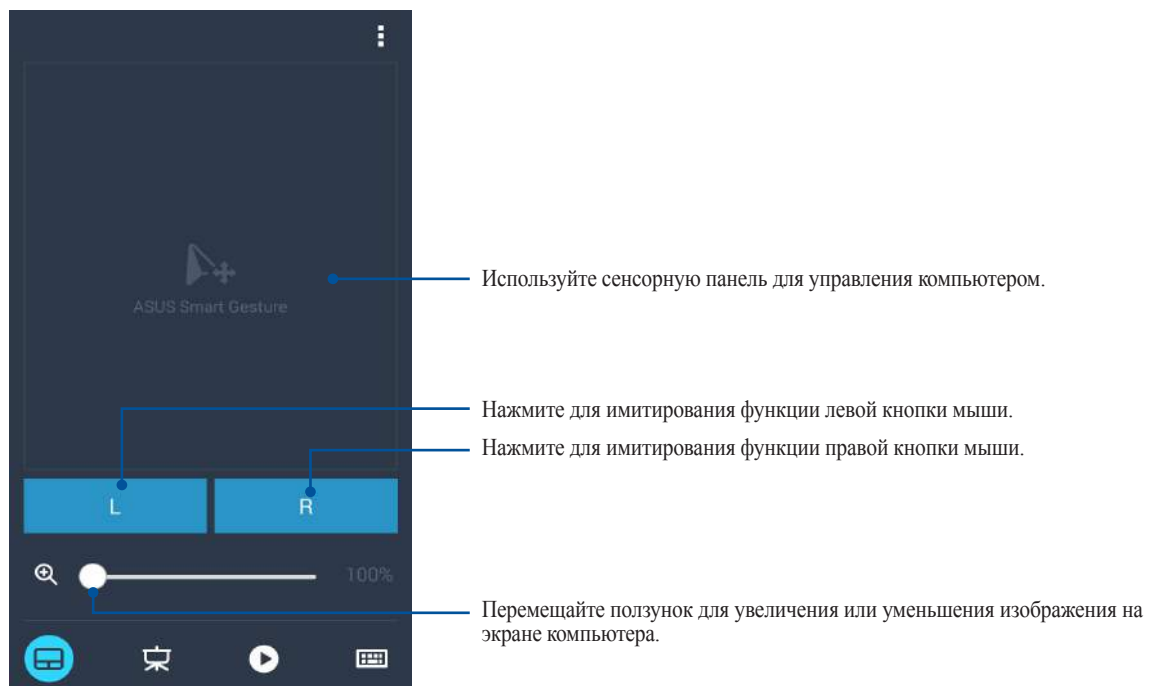 Используйте сенсорную панель для управления компьютером.
ASUS Smart Gesture
Нажмите для имитирования функции левой кнопки мыши.
Нажмите для имитирования функции правой кнопки мыши.
L
R
100%
Перемещайте ползунок для увеличения или уменьшения изображения на
экране компьютера.